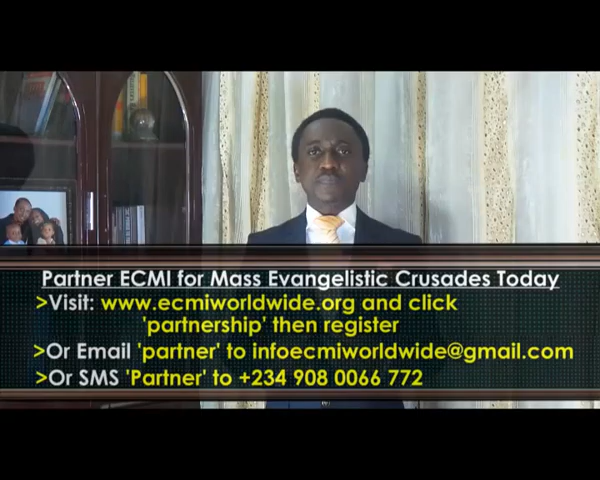 Partner ECMI for Mass Evangelistic Crusades Today
>Visit: www.ecmiworldwide.org and click
'partnership' then register
>Or Email 'partner' to infoecmiworldwide@gmail.com
>Or SMS 'Partner' to +234 908 0066 772